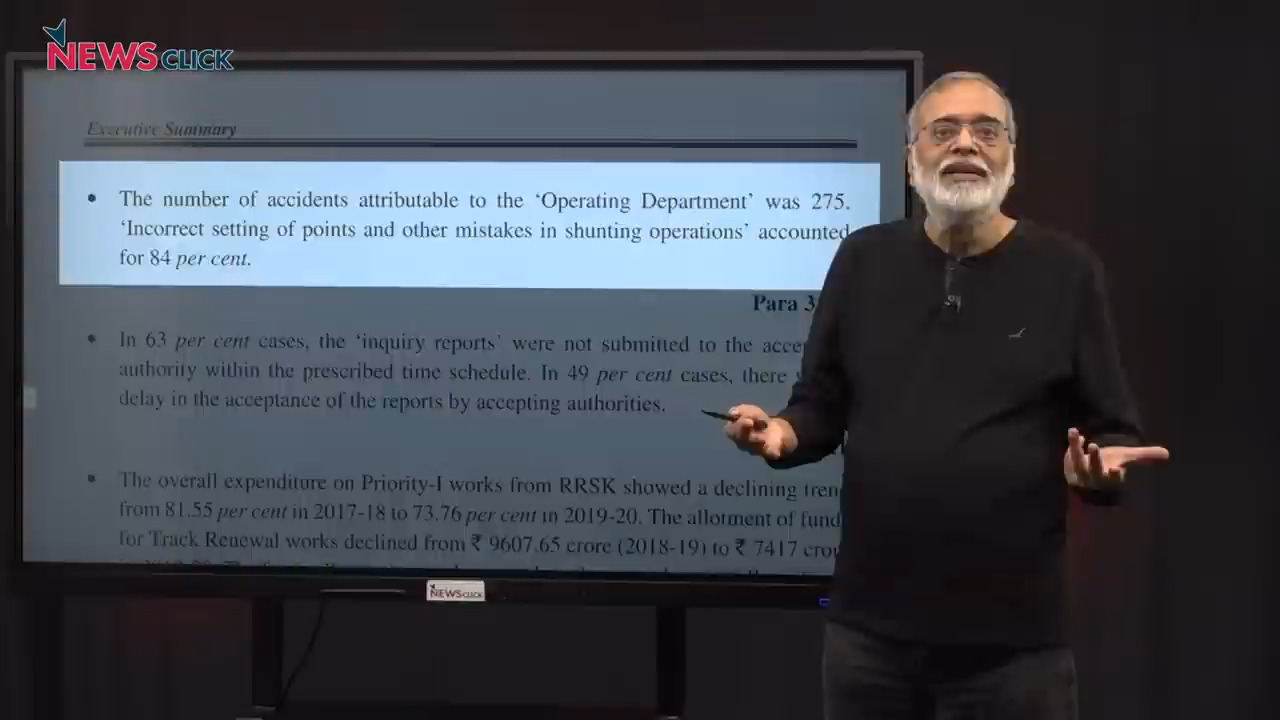 NEWSCLICK
Executive Summary
• The number of accidents attributable to the ‘Operating Department’ was 275.
‘Incorrect setting of points and other mistakes in shunting operations’ accounted
for 84 per cent.
Para 3
• In 63 per cent cases, the ‘inquiry reports’ were not submitted to the
authority within the prescribed time schedule. In 49 per cent cases, there
delay in the acceptance of the reports by accepting authorities.
• The overall expenditure on Priority-I works from RRSK showed a declining
from 81.55 per cent in 2017-18 to 73.76 per cent in 2019-20. The allotment of
for Track Renewal works declined from ₹ 9607.65 crore (2018-19) to ₹ 7417
NEWSCLICK